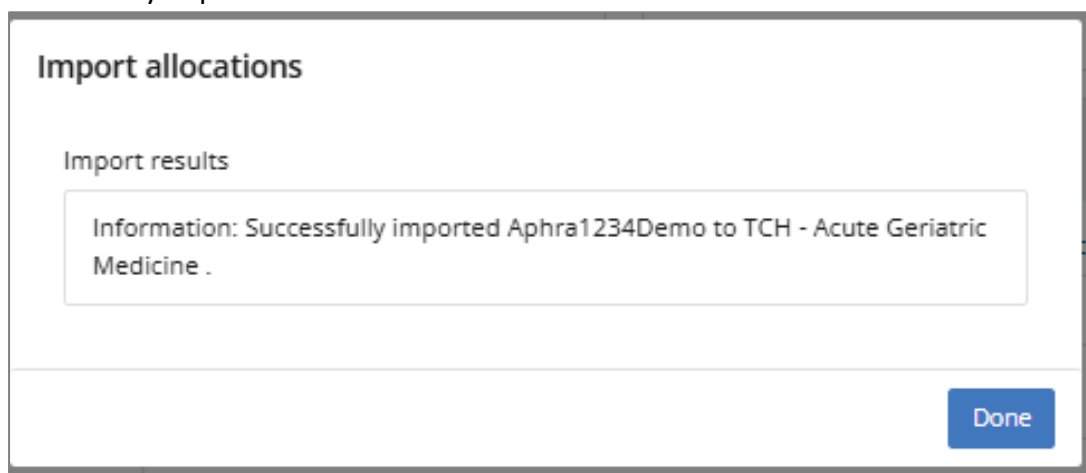 Import allocations
Import results
Information: Successfully imported Aphra1234Demo to TCH - Acute Geriatric
Medicine .
Done